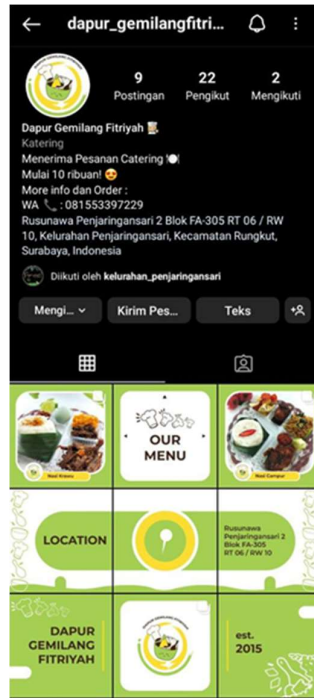 dapur_gemilangfitri...
9
Postingan
22
Pengikut
2
Mengikuti
Dapur Gemilang Fitriyah
Katering
Menerima Pesanan Catering
Mulai 10 ribuan!
More info dan Order :
WA 📞 : 081553397229
Rusunawa Penjaringansari 2 Blok FA-305 RT 06 / RW
10, Kelurahan Penjaringansari, Kecamatan Rungkut,
Surabaya, Indonesia
Diikuti oleh kelurahan_penjaringansari
Mengi...
Kirim Pes...
Teks
Nasi Krawu
OUR
MENU
Nasi Campur
LOCATION
Rusunawa
Penjaringansari 2
Blok FA-305
RT 06 / RW 10
DAPUR
GEMILANG
FITRIYAH
est.
2015